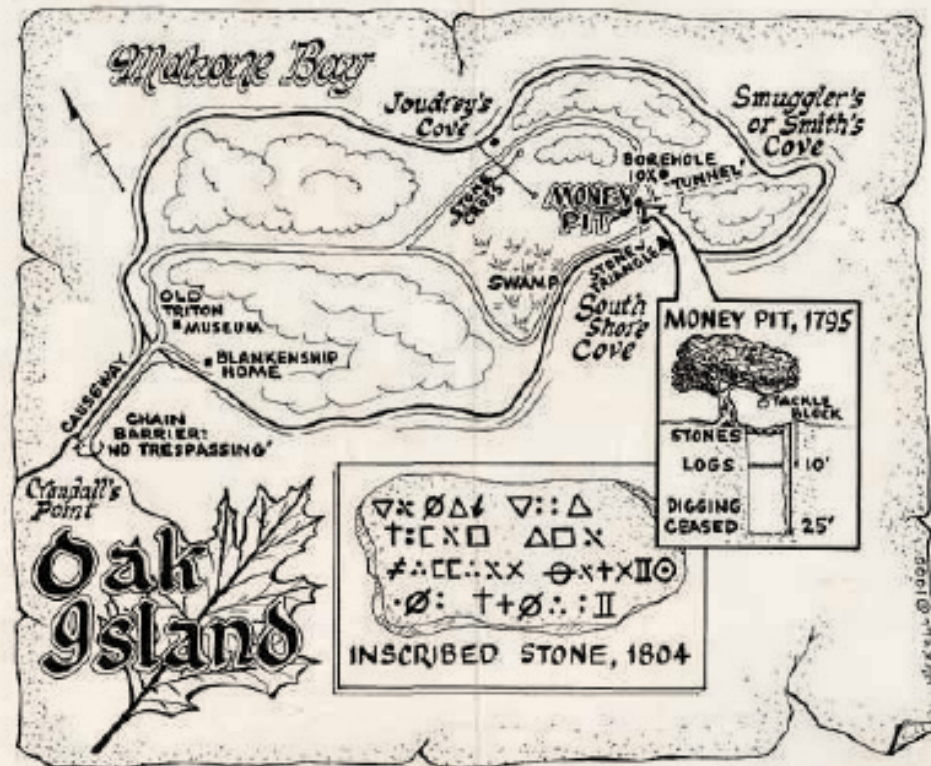 Mahone Bay
Joudrey's
Cove
Smuggler's
or Smith's
Cove
BOREHOLE
10X
'TUNNEL'
STONE
CROSS
MONEY
PIT
STONE
TRIANGLE
SWAMP
South
Shore
Cove
OLD
TRITON
MUSEUM
BLANKENSHIP
HOME
CAUSEWAY
CHAIN
BARRIER:
'NO TRESPASSING'
Crandall's
Point
Oak
Island
MONEY PIT, 1795
TACKLE
BLOCK
STONES
LOGS
10'
DIGGING
CEASED
25'
INSCRIBED STONE, 1804